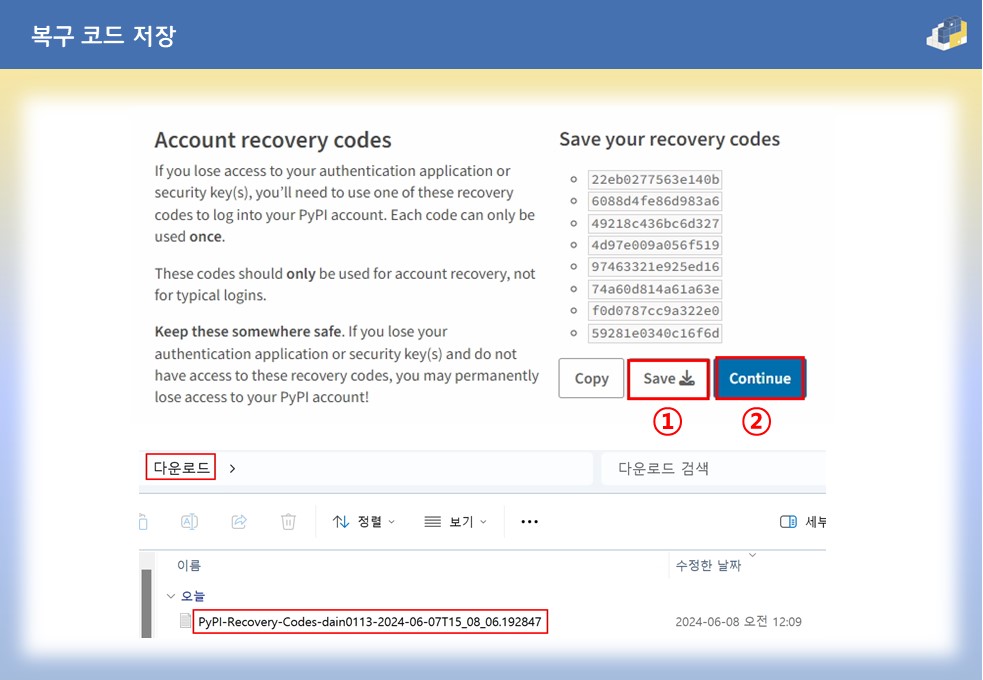 복구 코드 저장
Account recovery codes
If you lose access to your authentication application or
security key(s), you'll need to use one of these recovery
codes to log into your PyPI account. Each code can only be
used once.
These codes should only be used for account recovery, not
for typical logins.
Keep these somewhere safe. If you lose your
authentication application or security key(s) and do not
have access to these recovery codes, you may permanently
lose access to your PyPI account!
Save your recovery codes
22eb0277563e140b
6088d4fe86d983a6
49218c436bc6d327
4d97e009a056f519
97463321e925ed16
74a60d814a61a63e
f0d0787cc9a322e0
59281e0340c16f6d
Copy Save Continue
① ②
다운로드 > 다운로드 검색
정렬 보기 ••• 세부
이름 수정한 날짜
오늘
PyPI-Recovery-Codes-dain0113-2024-06-07T15_08_06.192847 2024-06-08 오전 12:09